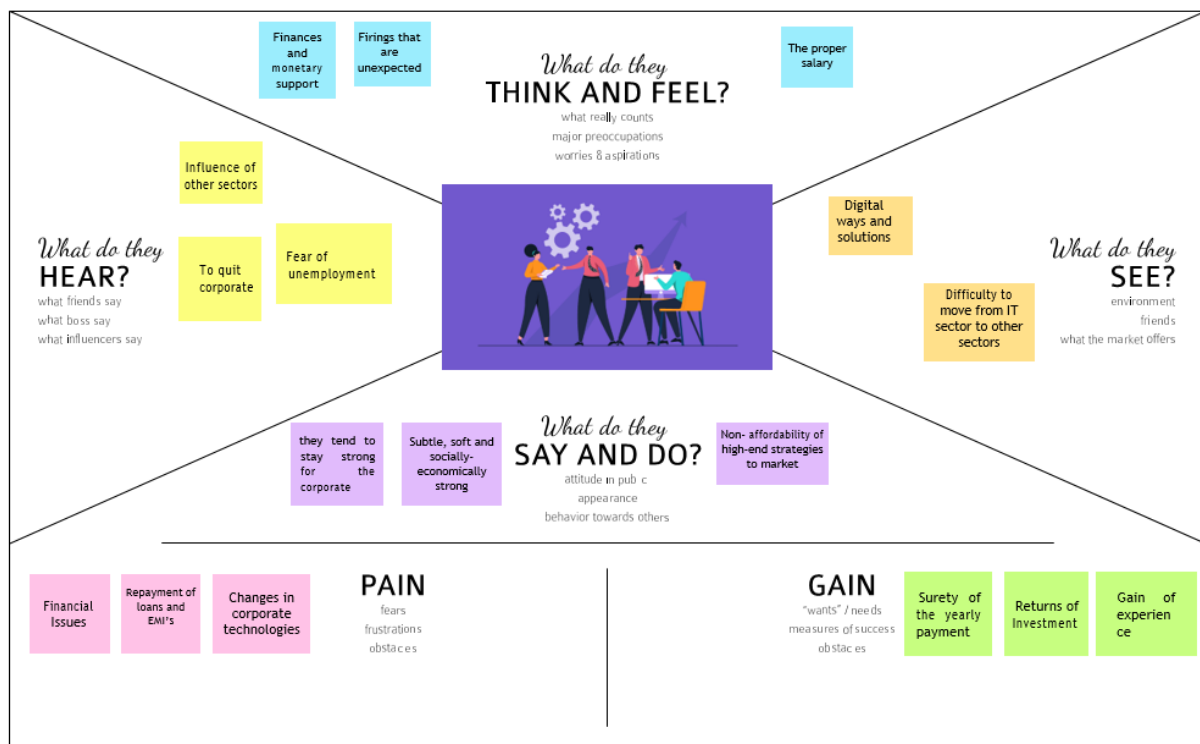 Finances
and
monetary
support
Firings that
are
unexpected
What do they
THINK AND FEEL?
what really counts
major preoccupations
worries & aspirations
The proper
salary
Influence of
other sectors
What do they
HEAR?
what friends say
what boss say
what influencers say
To quit
corporate
Fear of
unemployment
Digital
ways and
solutions
What do they
SEE?
environment
friends
what the market offers
Difficulty to
move from IT
sector to other
sectors
they tend to
stay strong
for the
corporate
Subtle, soft and
socially-
economically
strong
What do they
SAY AND DO?
attitude in pub c
appearance
behavior towards others
Non- affordability of
high-end strategies
to market
Financial
Issues
Repayment of
loans and
EMI's
Changes in
corporate
technologies
PAIN
fears
frustrations
obstac es
GAIN
"wants" / needs
measures of success
obstac es
Surety of
the yearly
payment
Returns of
Investment
Gain of
experien
ce